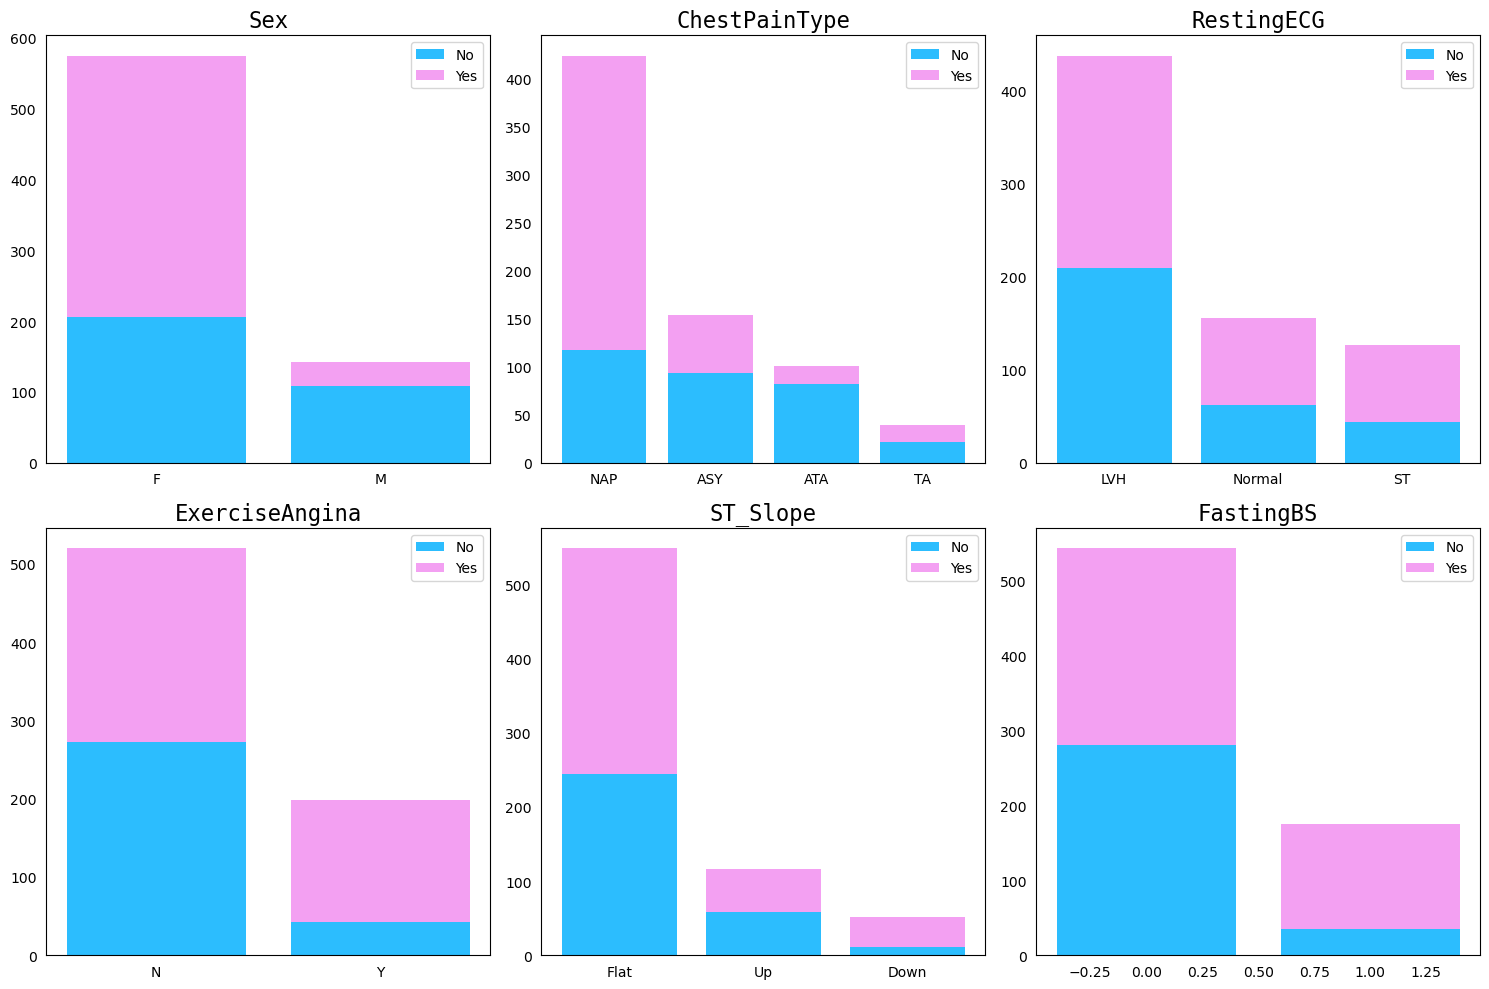 Sex
600
500
400
300
200
100
0
No
Yes
F
M
ChestPainType
400
350
300
250
200
150
100
50
0
No
Yes
NAP
ASY
ATA
TA
RestingECG
400
300
200
100
0
No
Yes
LVH
Normal
ST
ExerciseAngina
500
400
300
200
100
0
No
Yes
N
Y
ST_Slope
500
400
300
200
100
0
No
Yes
Flat
Up
Down
FastingBS
500
400
300
200
100
0
No
Yes
−0.25
0.00
0.25
0.50
0.75
1.00
1.25